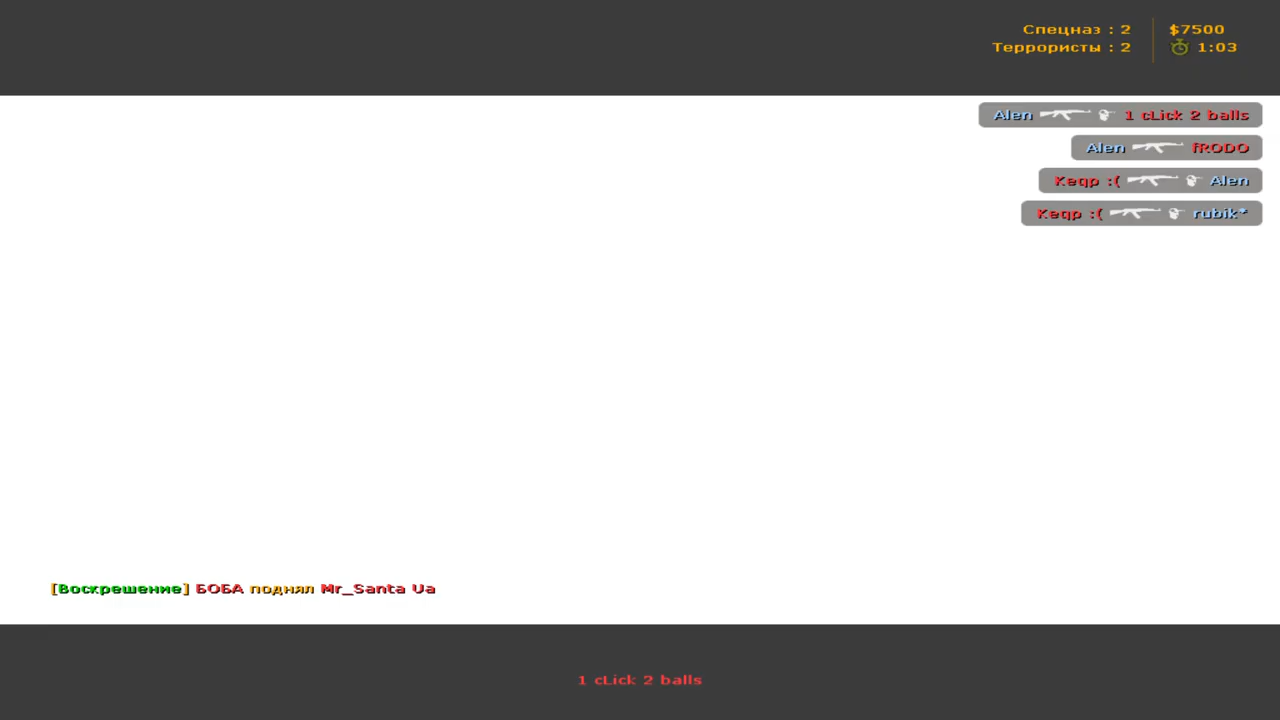 Спецназ : 2
$7500
Террористы : 2
1:03
Alen 1 cLick 2 balls
Alen fRODO
Keqp :( Alen
Keqp :( rubik*
[Воскрешение] БОБА поднял Mr_Santa Ua
1 cLick 2 balls